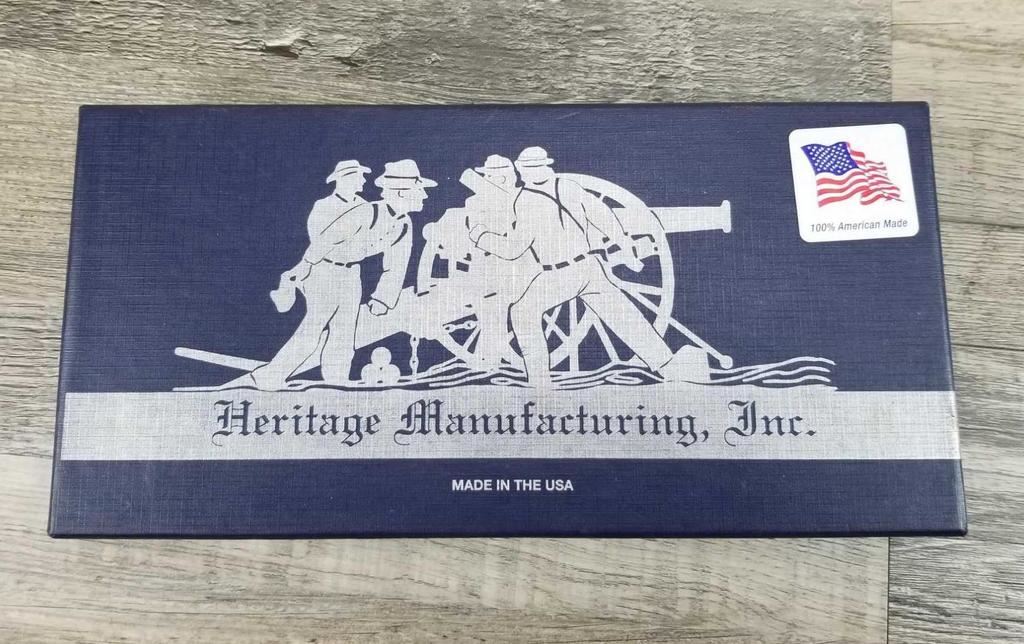 100% American Made
Heritage Manufacturing, Inc.
MADE IN THE USA